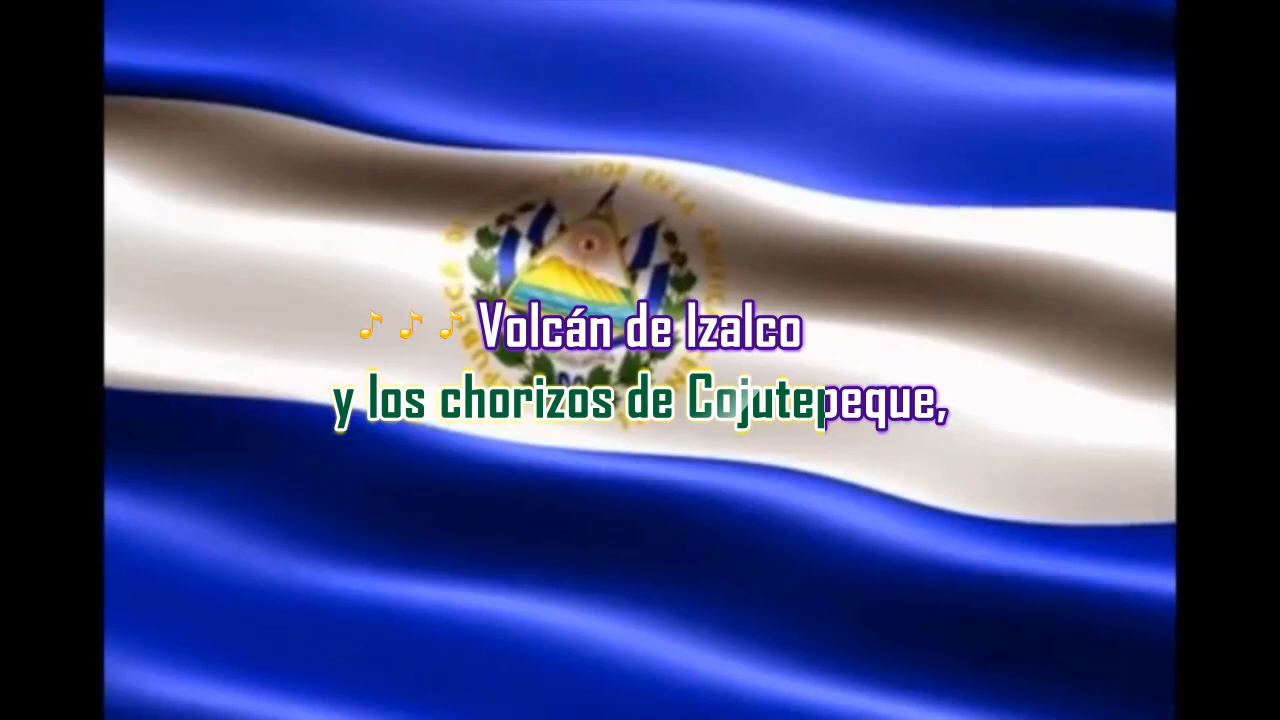 ♪ ♪ ♪ Volcán de Izalco
y los chorizos de Cojutepeque,